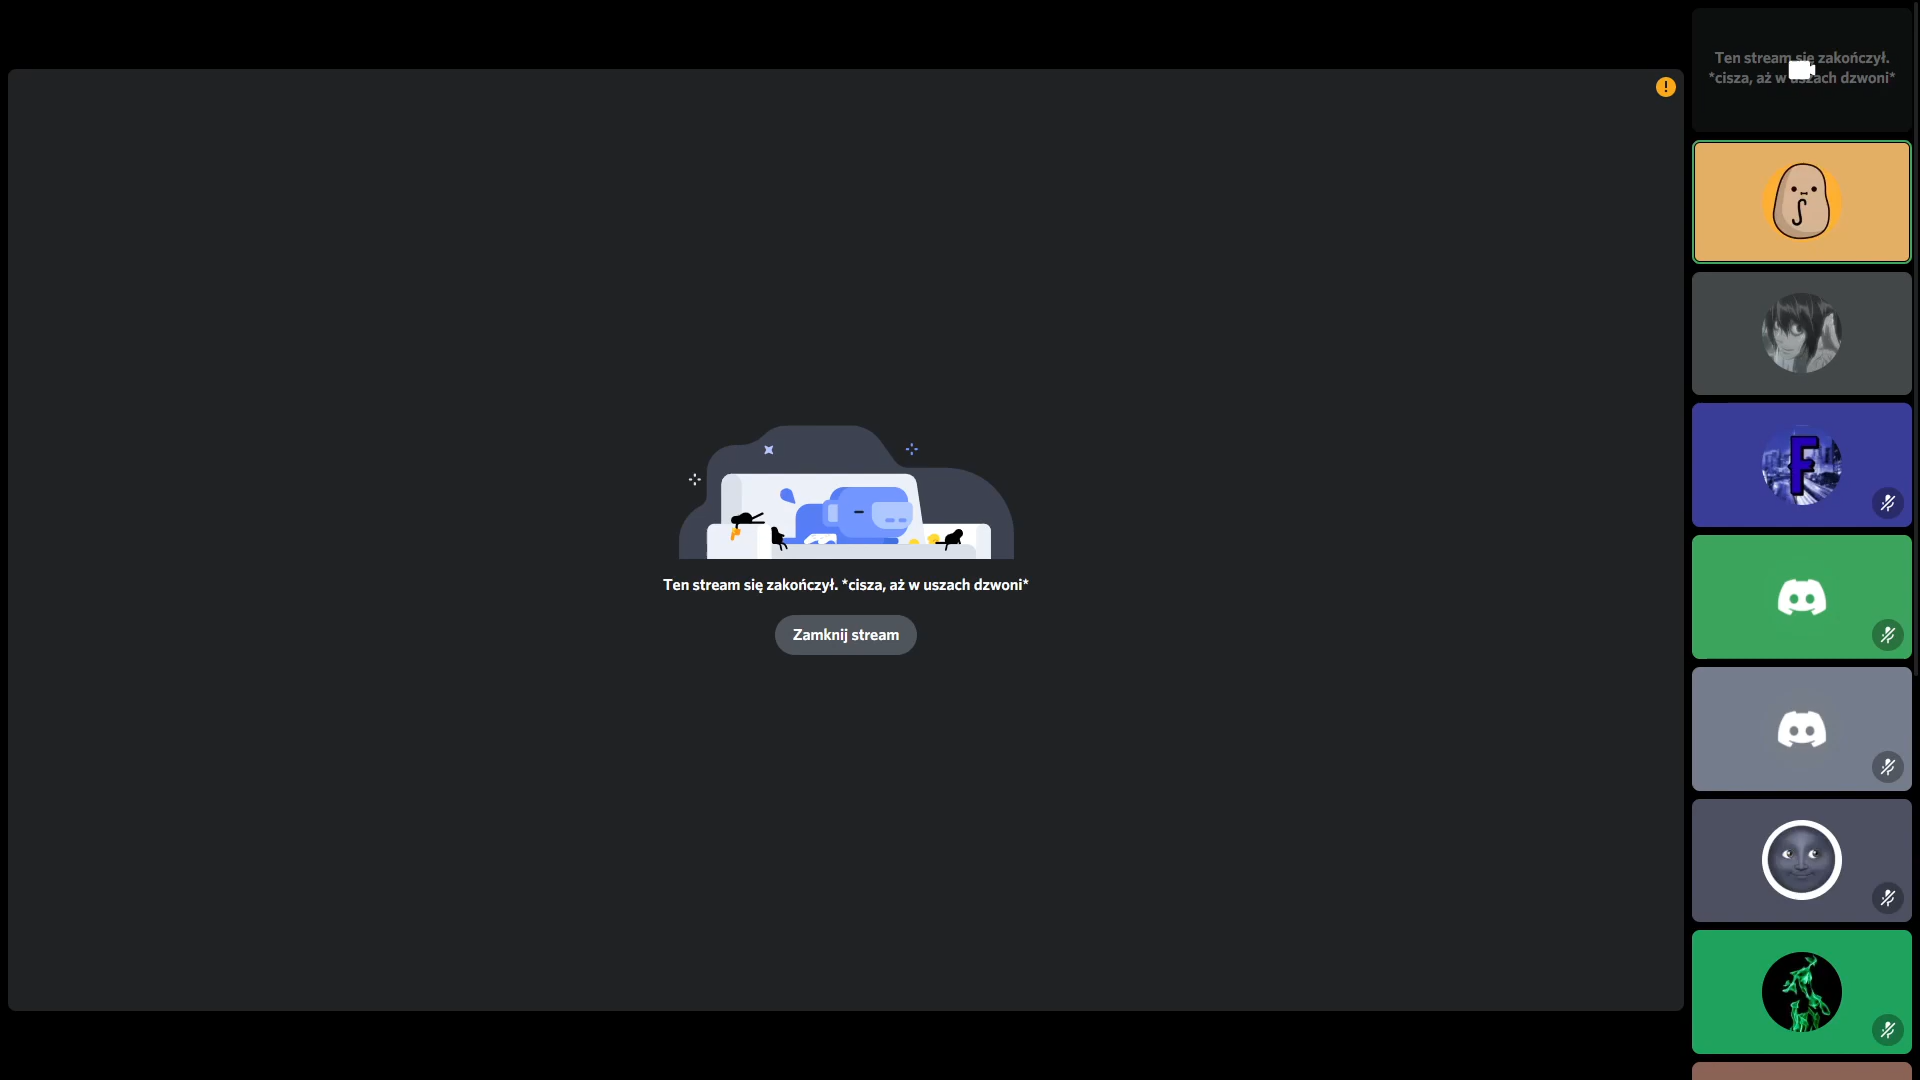 Ten stream się zakończył.
*cisza, aż w uszach dzwoni*
!
F
Ten stream się zakończył. *cisza, aż w uszach dzwoni*
Zamknij stream